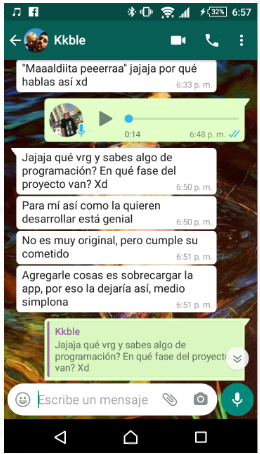 32% 6:57
Kkble
"Maaaldiita peeerraa" jajaja por qué
hablas así xd
6:33 p. m.
0:14
6:48 p. m.
Jajaja qué vrg y sabes algo de
programación? En qué fase del
proyecto van? Xd
6:50 p. m.
Para mí así como la quieren
desarrollar está genial
6:50 p. m.
No es muy original, pero cumple su
cometido
6:51 p. m.
Agregarle cosas es sobrecargar la
app, por eso la dejaría así, medio
simplona
6:51 p. m.
Kkble
Jajaja qué vrg y sabes algo de
programación? En qué fase del proyecto
van? Xd
Escribe un mensaje